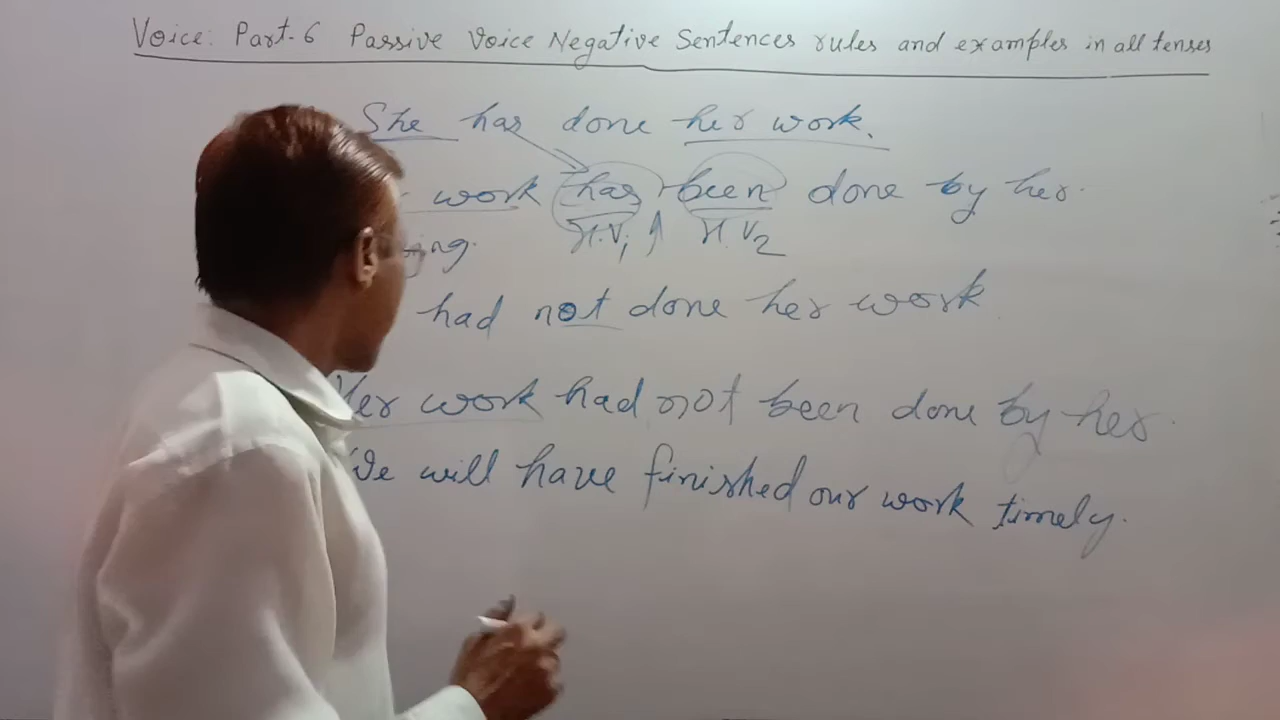 Voice: Part-6 Passive Voice Negative Sentences rules and examples in all tenses
She has done her work.
work has been done by her.
H.V1 H.V2
had not done her work
Her work had not been done by her.
We will have finished our work timely.